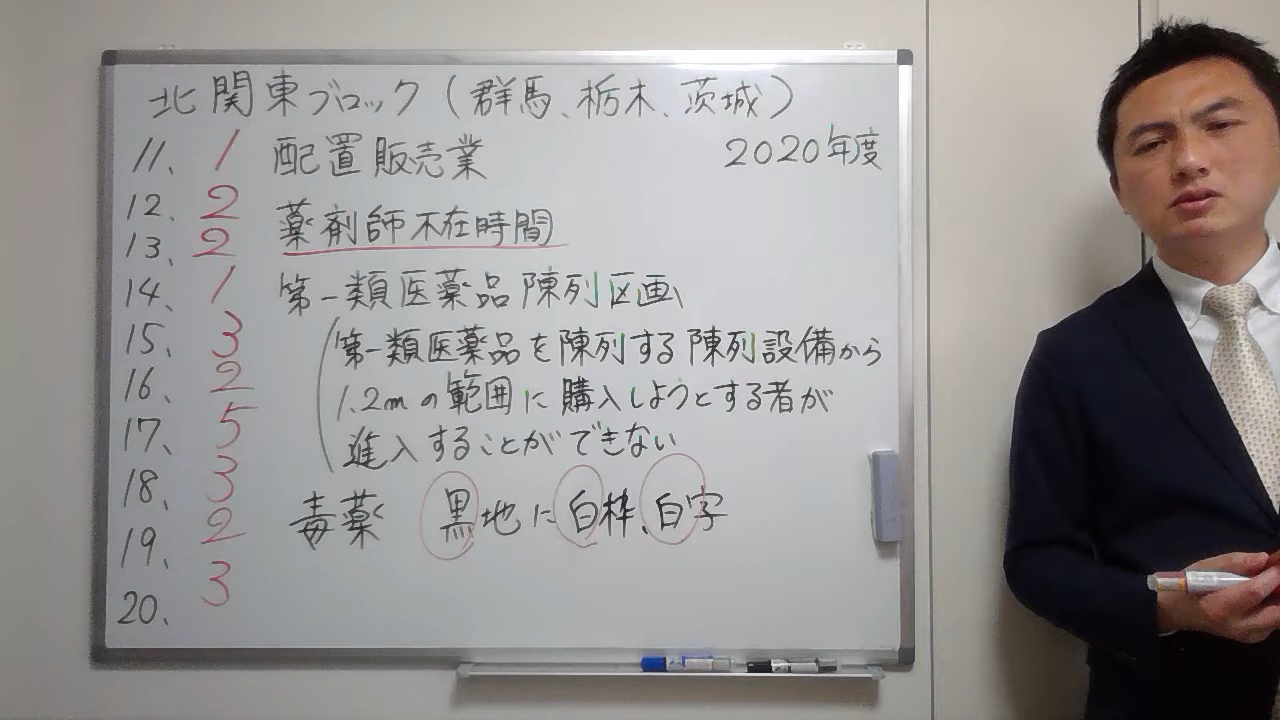 北関東ブロック（群馬、栃木、茨城）
2020年度
11. 1 配置販売業
12. 2 薬剤師不在時間
13. 2
14. 1 第一類医薬品陳列区画
15. 3 第一類医薬品を陳列する陳列設備から
16. 2 1.2mの範囲に購入しようとする者が
17. 5 進入することができない
18. 3 毒薬 黒地に白枠、白字
19. 2
20. 3